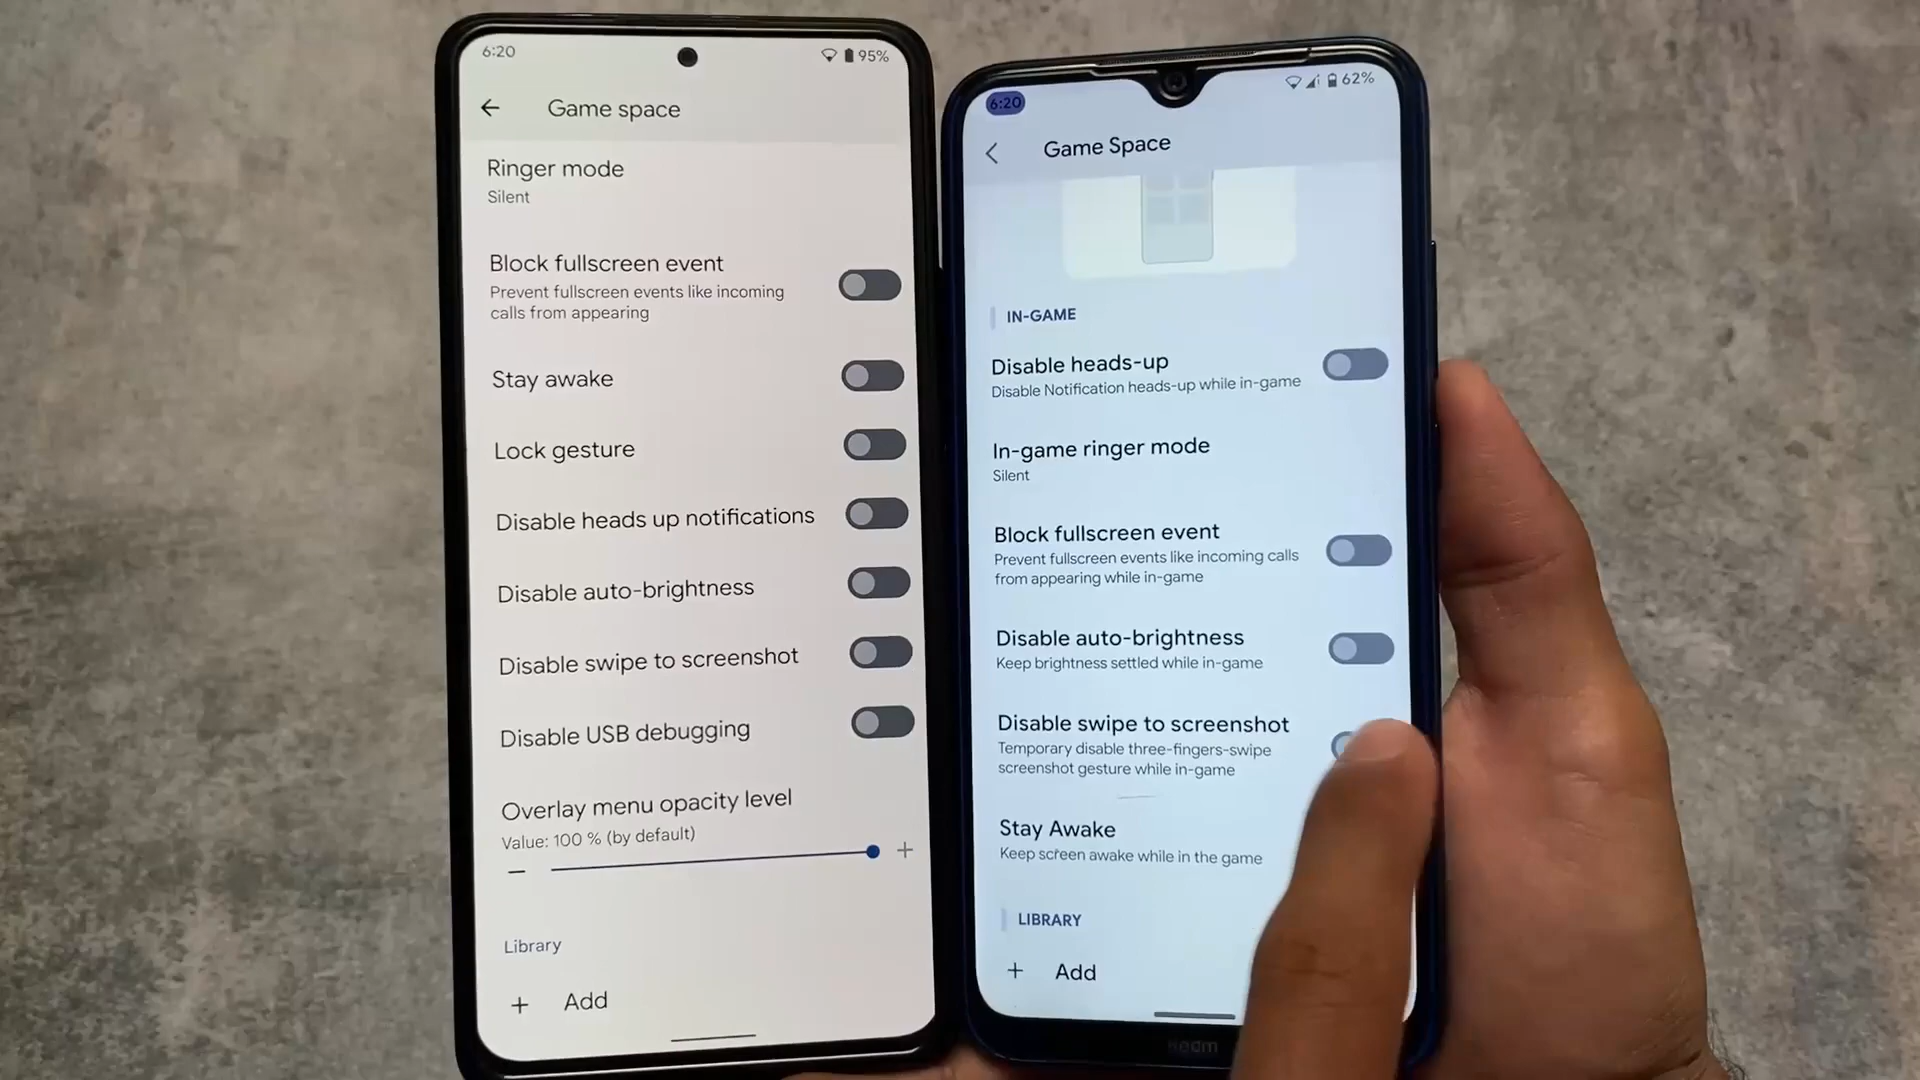 6:20
95%
Game space
Ringer mode
Silent
Block fullscreen event
Prevent fullscreen events like incoming
calls from appearing
Stay awake
Lock gesture
Disable heads up notifications
Disable auto-brightness
Disable swipe to screenshot
Disable USB debugging
Overlay menu opacity level
Value: 100 % (by default)
Library
+ Add
6:20
62%
Game Space
IN-GAME
Disable heads-up
Disable Notification heads-up while in-game
In-game ringer mode
Silent
Block fullscreen event
Prevent fullscreen events like incoming calls
from appearing while in-game
Disable auto-brightness
Keep brightness settled while in-game
Disable swipe to screenshot
Temporary disable three-fingers-swipe
screenshot gesture while in-game
Stay Awake
Keep screen awake while in the game
LIBRARY
+ Add